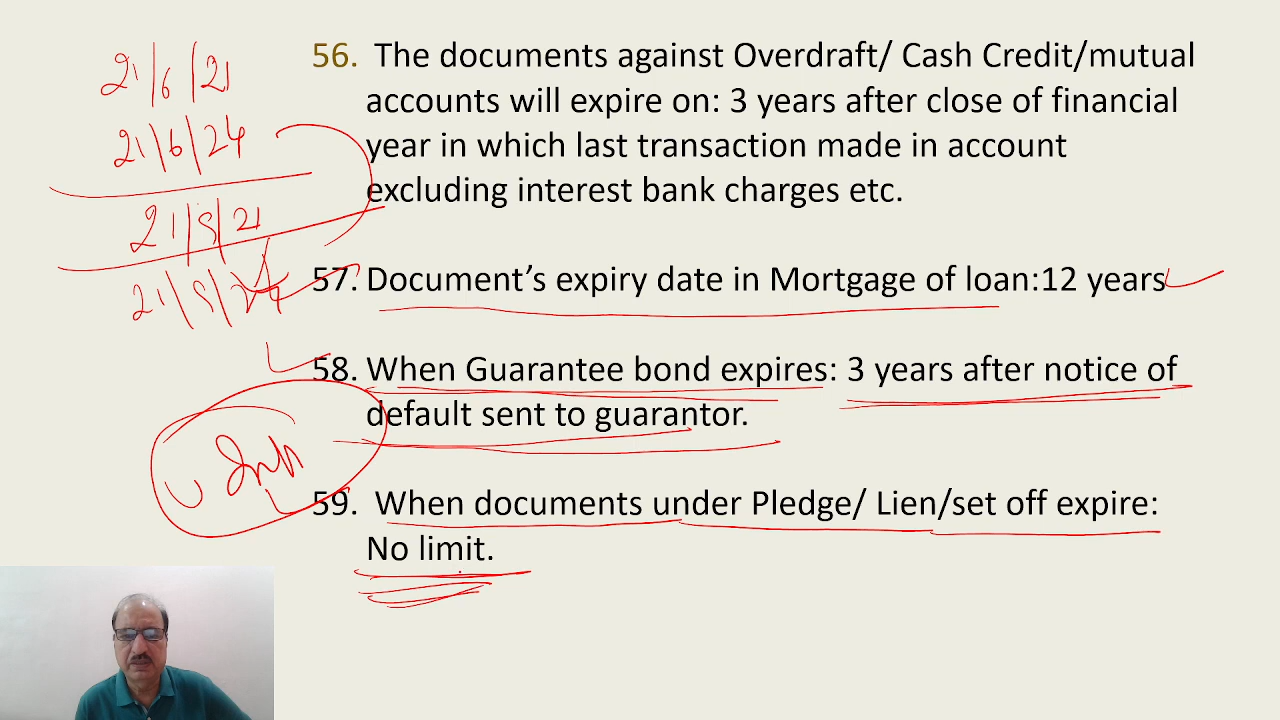 21/6/21
21/6/24
21/5/21
21/5/24
56. The documents against Overdraft/ Cash Credit/mutual
accounts will expire on: 3 years after close of financial
year in which last transaction made in account
excluding interest bank charges etc.
57. Document’s expiry date in Mortgage of loan:12 years
58. When Guarantee bond expires: 3 years after notice of
default sent to guarantor.
59. When documents under Pledge/ Lien/set off expire:
No limit.